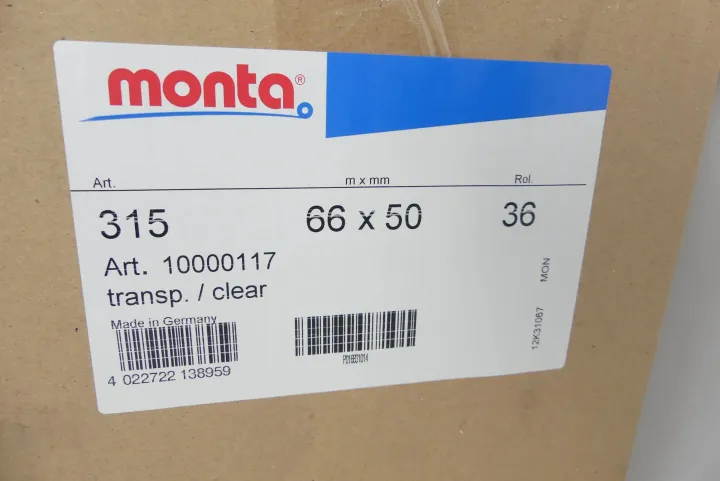 monta®
Art. m x mm Rol.
315 66 x 50 36
Art. 10000117
transp. / clear
Made in Germany
4 022722 138959
12K31067 MON